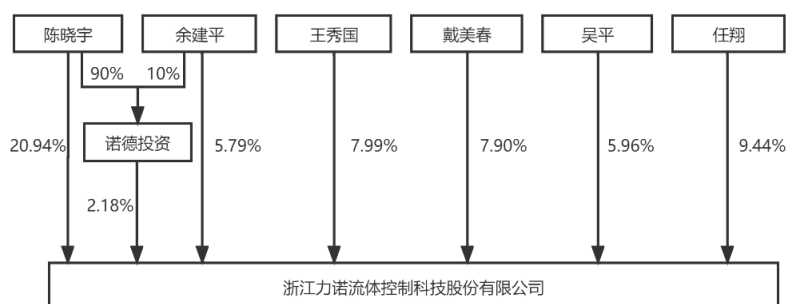 陈晓宇 余建平 王秀国 戴美春 吴平 任翔
90% 10%
诺德投资
20.94% 5.79% 7.99% 7.90% 5.96% 9.44%
2.18%
浙江力诺流体控制科技股份有限公司